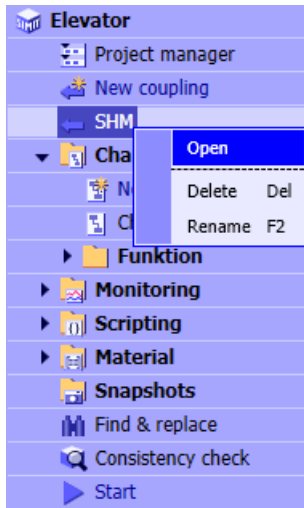 Elevator
Project manager
New coupling
SHM
Open
Cha
Delete Del
Rename F2
Funktion
Monitoring
Scripting
Material
Snapshots
Find & replace
Consistency check
Start